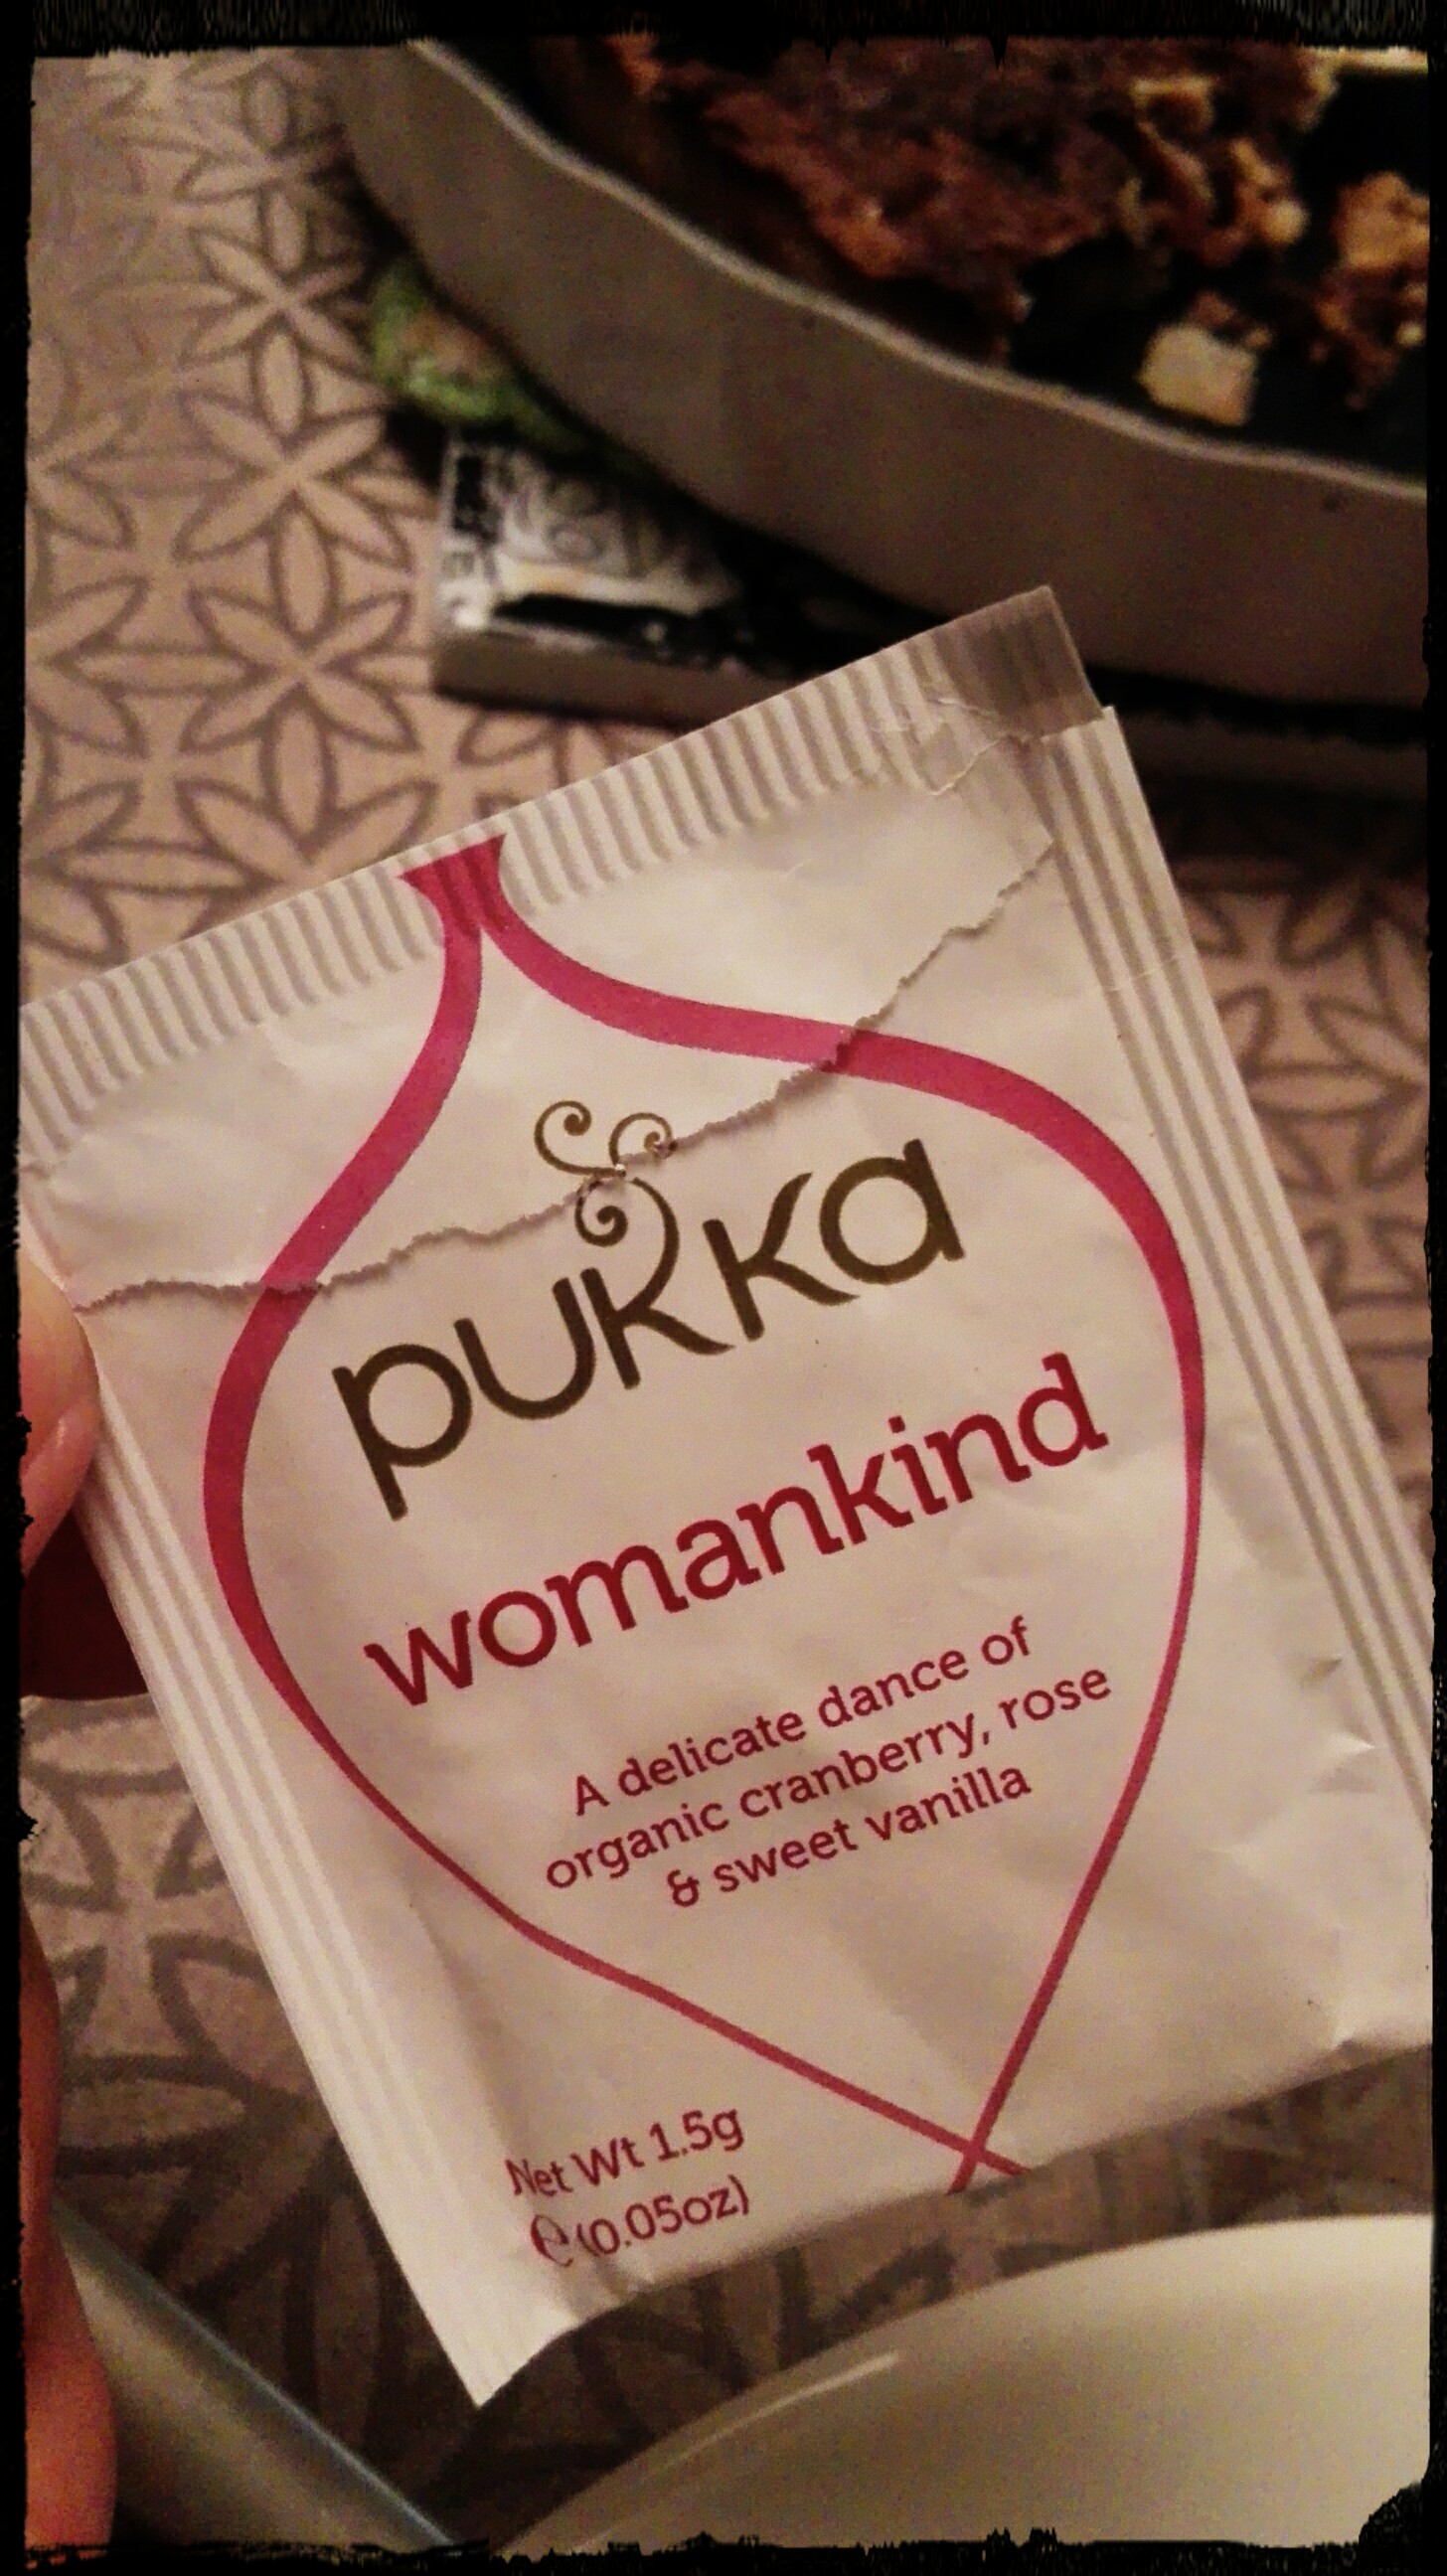 pukka
womankind
A delicate dance of
organic cranberry, rose
& sweet vanilla
Net Wt 1.5g
e (0.05oz)